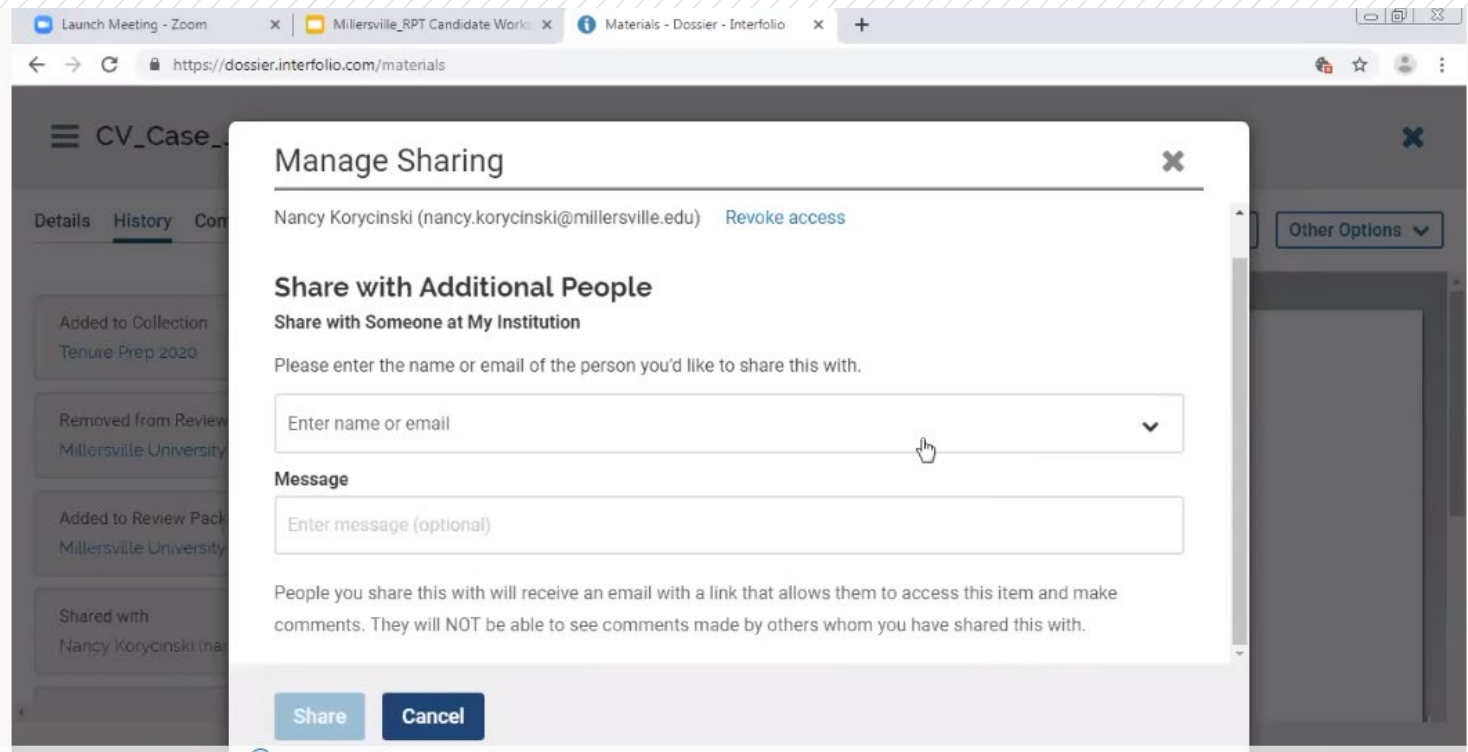 Launch Meeting - Zoom
Millersville_RPT Candidate Works
Materials - Dossier - Interfolio
https://dossier.interfolio.com/materials
CV_Case_
Manage Sharing
Details History Com
Nancy Korycinski (nancy.korycinski@millersville.edu) Revoke access
Other Options
Share with Additional People
Share with Someone at My Institution
Added to Collection
Tenure Prep 2020
Please enter the name or email of the person you'd like to share this with.
Removed from Review
Millersville University
Enter name or email
Message
Added to Review Pack
Millersville University
Enter message (optional)
People you share this with will receive an email with a link that allows them to access this item and make
comments. They will NOT be able to see comments made by others whom you have shared this with.
Shared with
Nancy Korycinski (nan
Share Cancel